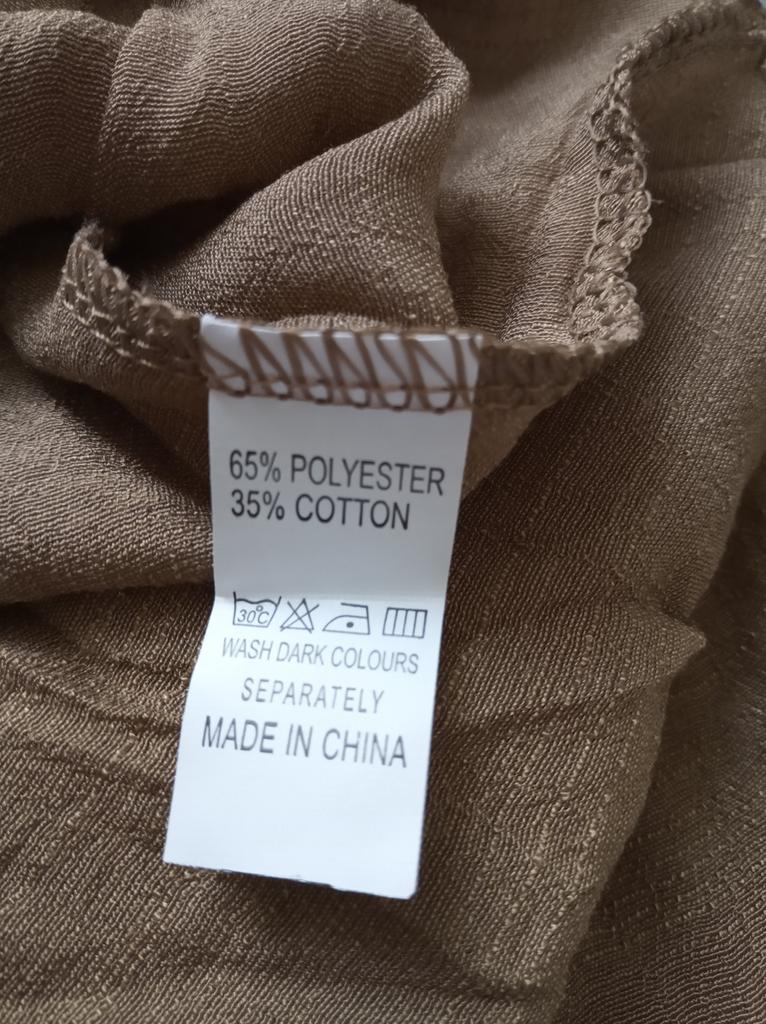 65% POLYESTER
35% COTTON
30°C
WASH DARK COLOURS
SEPARATELY
MADE IN CHINA